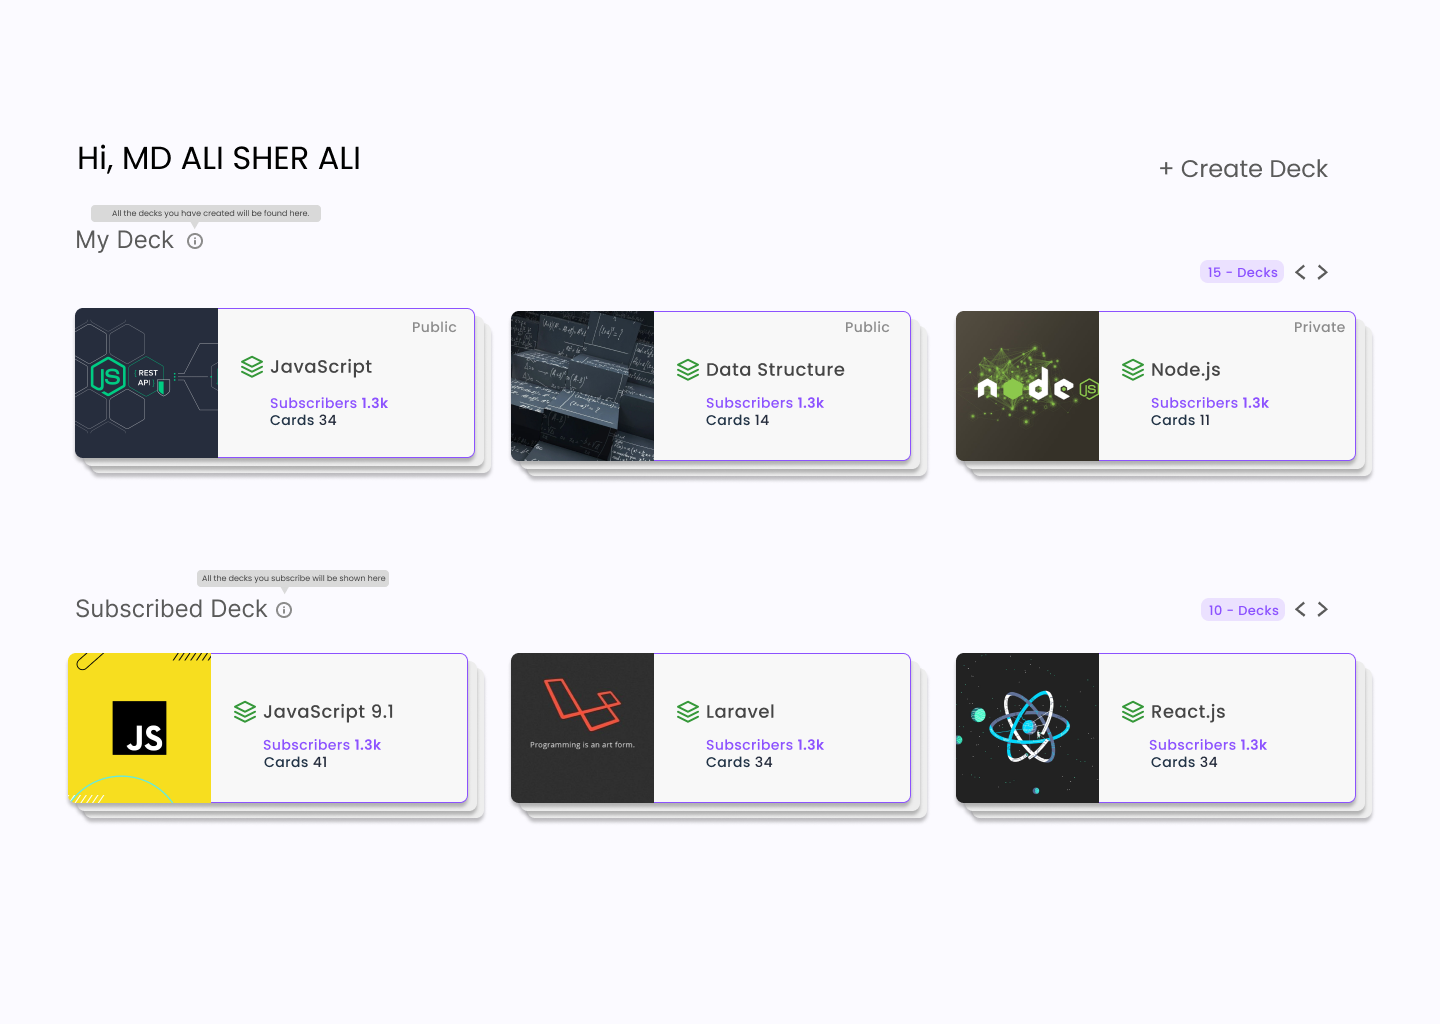 Hi, MD ALI SHER ALI
+ Create Deck
All the decks you have created will be found here.
My Deck
15 - Decks
JS
REST
API
Public
JavaScript
Subscribers 1.3k
Cards 34
Public
Data Structure
Subscribers 1.3k
Cards 14
node
JS
Private
Node.js
Subscribers 1.3k
Cards 11
All the decks you subscribe will be shown here
Subscribed Deck
10 - Decks
JS
JavaScript 9.1
Subscribers 1.3k
Cards 41
Programming is an art form.
Laravel
Subscribers 1.3k
Cards 34
React.js
Subscribers 1.3k
Cards 34